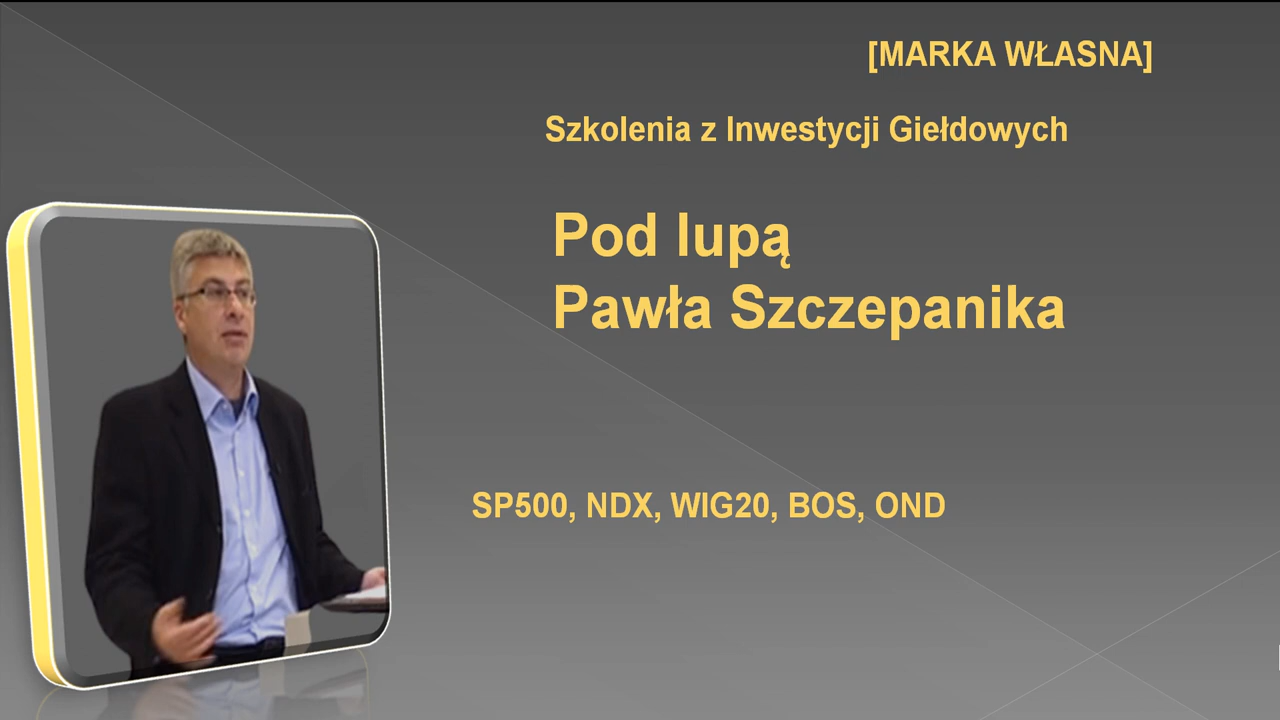 [MARKA WŁASNA]
Szkolenia z Inwestycji Giełdowych
Pod lupą
Pawła Szczepanika
SP500, NDX, WIG20, BOS, OND